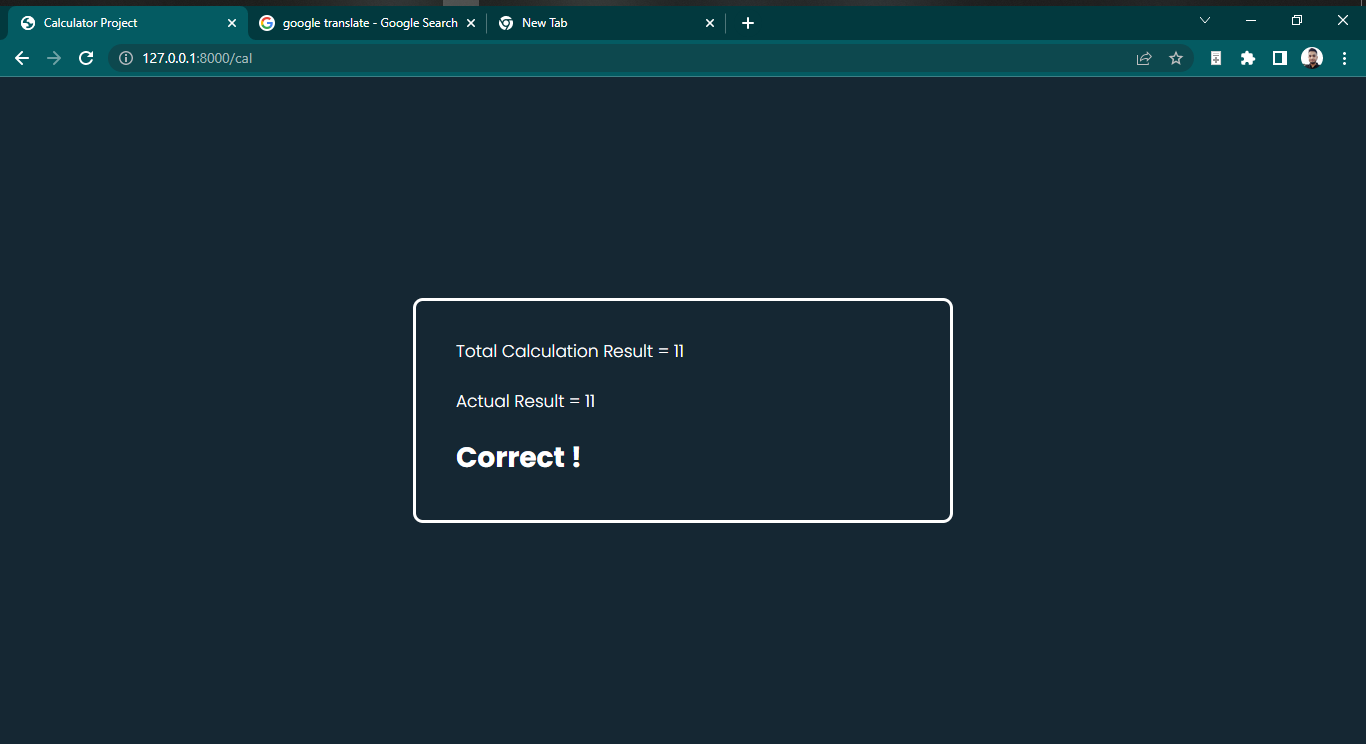 Calculator Project
google translate - Google Search
New Tab
127.0.0.1:8000/cal
Total Calculation Result = 11
Actual Result = 11
Correct !